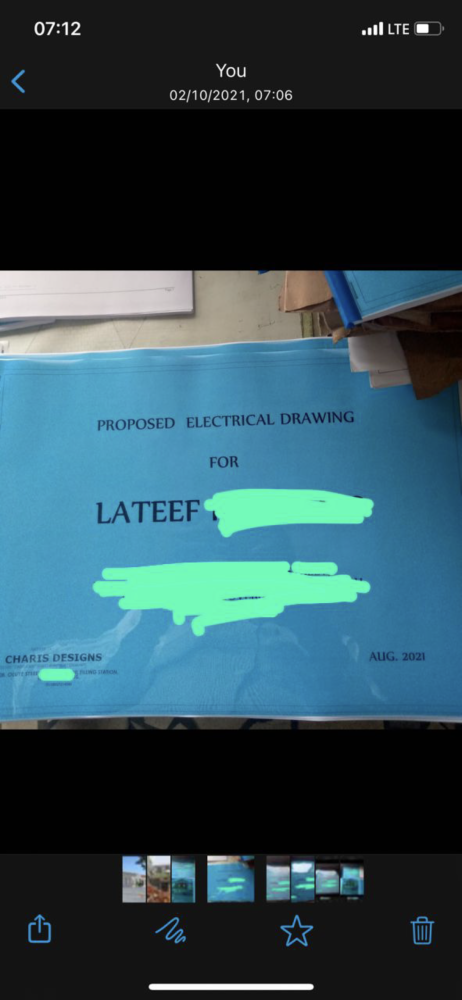 07:12
LTE
You
02/10/2021, 07:06
PROPOSED ELECTRICAL DRAWING
FOR
LATEEF
CHARIS DESIGNS
AUG. 2021